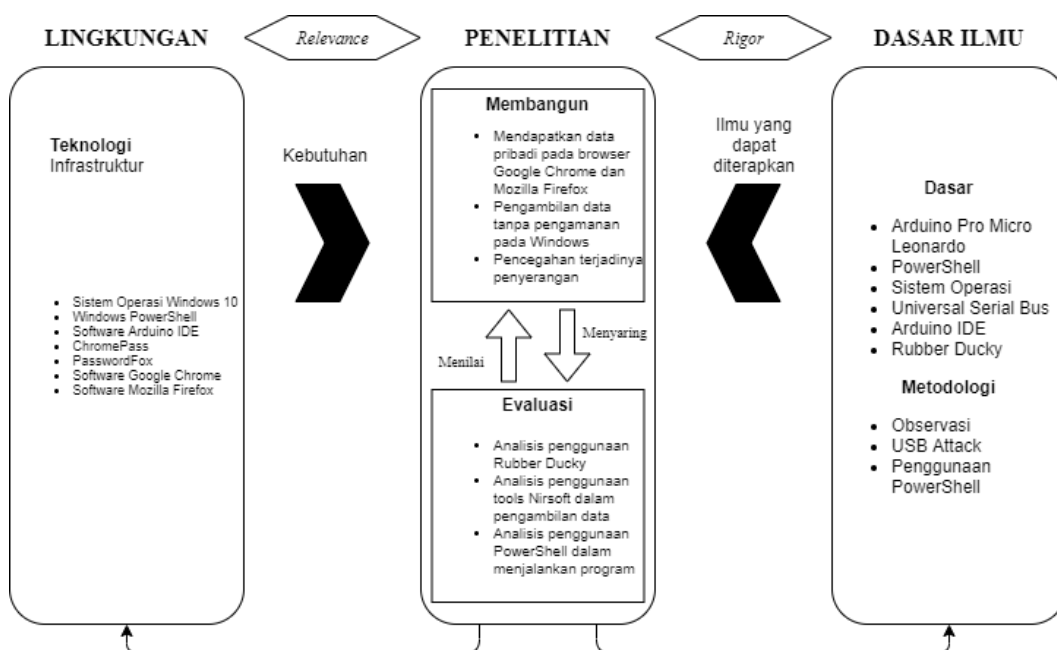 LINGKUNGAN
Relevance
PENELITIAN
Rigor
DASAR ILMU
Teknologi
Infrastruktur
Sistem Operasi Windows 10
Windows PowerShell
Software Arduino IDE
ChromePass
PasswordFox
Software Google Chrome
Software Mozilla Firefox
Kebutuhan
Membangun
Mendapatkan data
pribadi pada browser
Google Chrome dan
Mozilla Firefox
Pengambilan data
tanpa pengamanan
pada Windows
Pencegahan terjadinya
penyerangan
Menilai
Menyaring
Evaluasi
Analisis penggunaan
Rubber Ducky
Analisis penggunaan
tools Nirsoft dalam
pengambilan data
Analisis penggunaan
PowerShell dalam
menjalankan program
Ilmu yang
dapat
diterapkan
Dasar
Arduino Pro Micro
Leonardo
PowerShell
Sistem Operasi
Universal Serial Bus
Arduino IDE
Rubber Ducky
Metodologi
Observasi
USB Attack
Penggunaan
PowerShell